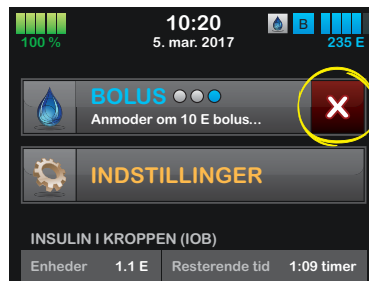 10:20
B
100 %
5. mar. 2017
235 E
BOLUS
Anmoder om 10 E bolus...
INDSTILLINGER
INSULIN I KROPPEN (IOB)
Enheder 1.1 E Resterende tid 1:09 timer